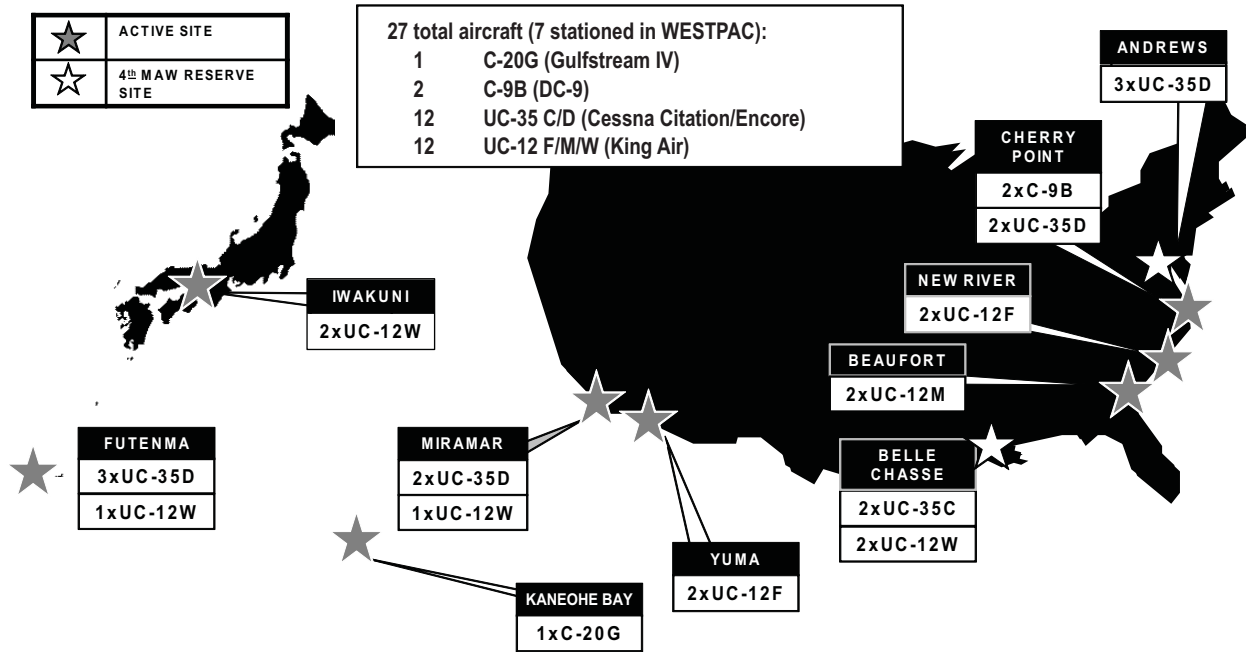 ACTIVE SITE
4th MAW RESERVE
SITE
27 total aircraft (7 stationed in WESTPAC):
1 C-20G (Gulfstream IV)
2 C-9B (DC-9)
12 UC-35 C/D (Cessna Citation/Encore)
12 UC-12 F/M/W (King Air)
ANDREWS
3xUC-35D
CHERRY
POINT
2xC-9B
2xUC-35D
IWAKUNI
2xUC-12W
NEW RIVER
2xUC-12F
BEAUFORT
2xUC-12M
FUTENMA
3xUC-35D
1xUC-12W
MIRAMAR
2xUC-35D
1xUC-12W
BELLE
CHASSE
2xUC-35C
2xUC-12W
YUMA
2xUC-12F
KANEOHE BAY
1xC-20G